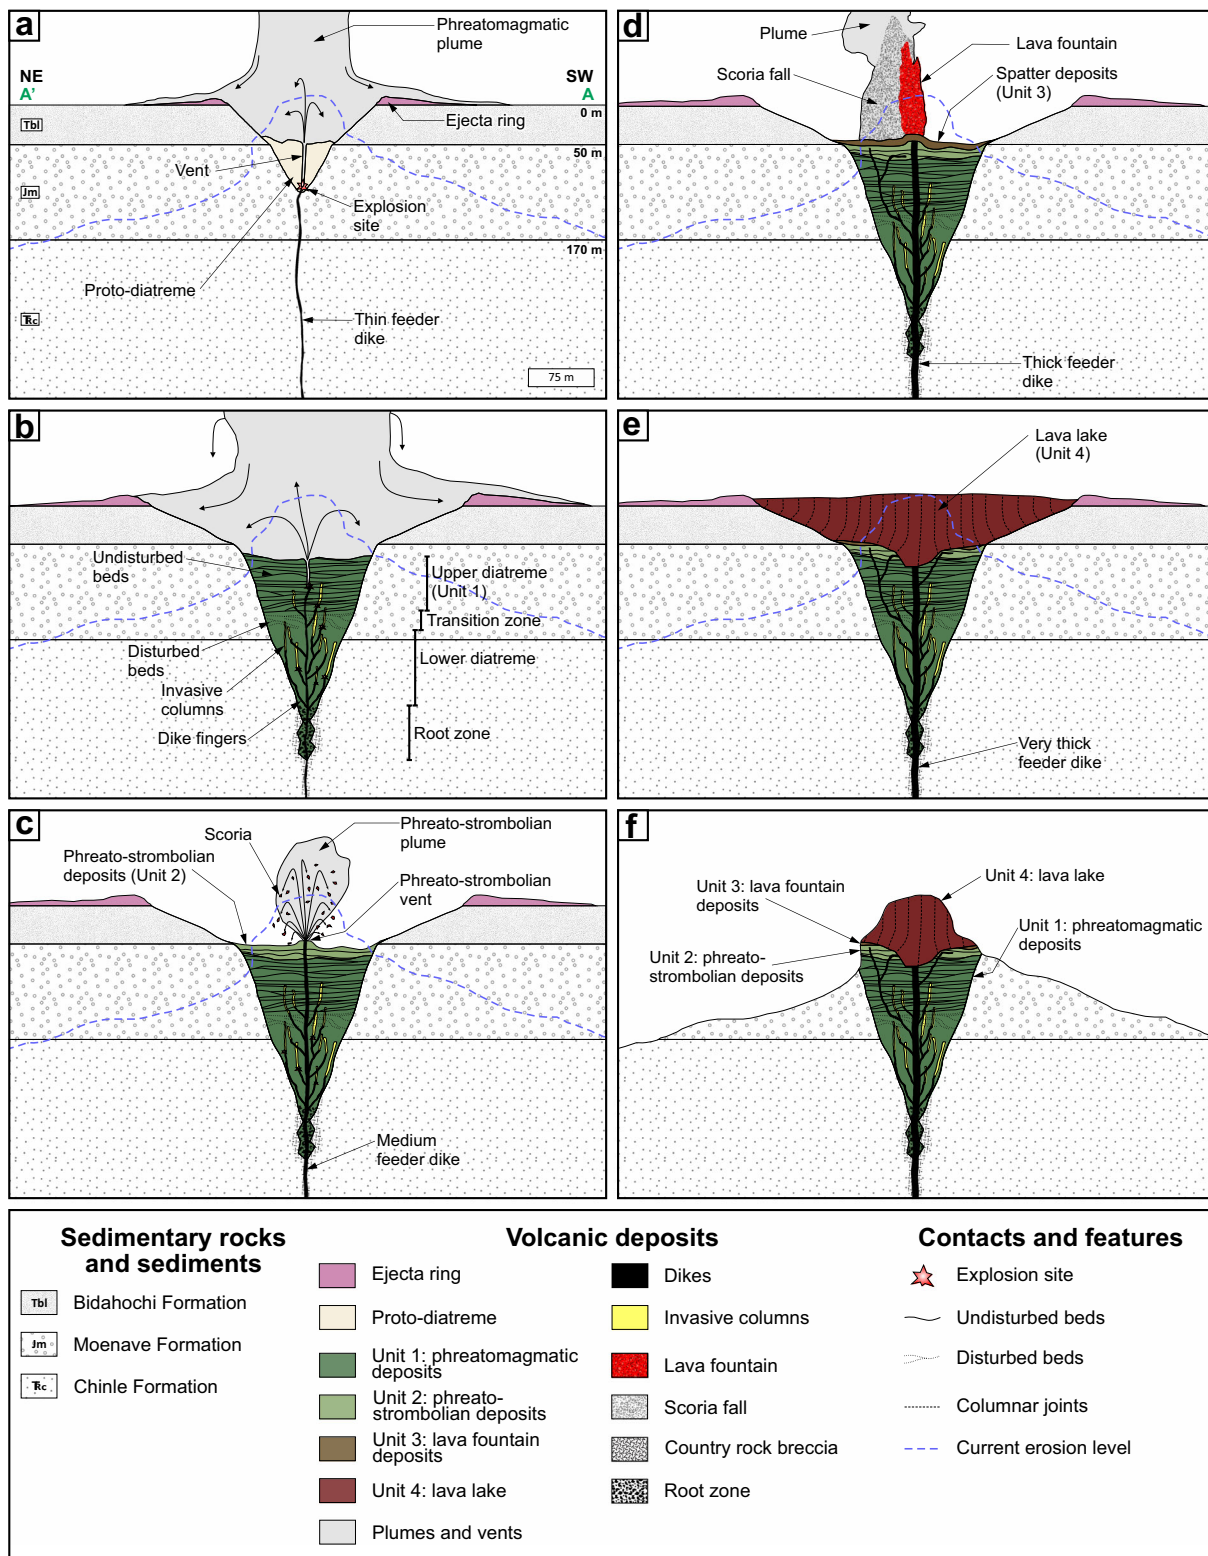 a
Phreatomagmatic
plume
NE
A'
SW
A
0 m
Tbl
Ejecta ring
50 m
Vent
Jm
Explosion
site
170 m
Proto-diatreme
Thin feeder
dike
Ƭc
75 m
b
Undisturbed
beds
Upper diatreme
(Unit 1)
Transition zone
Disturbed
beds
Lower diatreme
Invasive
columns
Dike fingers
Root zone
c
Scoria
Phreato-strombolian
plume
Phreato-strombolian
deposits (Unit 2)
Phreato-strombolian
vent
Medium
feeder dike
d
Plume
Lava fountain
Scoria fall
Spatter deposits
(Unit 3)
Thick feeder
dike
e
Lava lake
(Unit 4)
Very thick
feeder dike
f
Unit 3: lava fountain
deposits
Unit 4: lava lake
Unit 1: phreatomagmatic
deposits
Unit 2: phreato-
strombolian deposits
Sedimentary rocks
and sediments
Tbl Bidahochi Formation
Jm Moenave Formation
Ƭc Chinle Formation
Volcanic deposits
Ejecta ring
Proto-diatreme
Unit 1: phreatomagmatic
deposits
Unit 2: phreato-
strombolian deposits
Unit 3: lava fountain
deposits
Unit 4: lava lake
Plumes and vents
Dikes
Invasive columns
Lava fountain
Scoria fall
Country rock breccia
Root zone
Contacts and features
Explosion site
Undisturbed beds
Disturbed beds
Columnar joints
Current erosion level